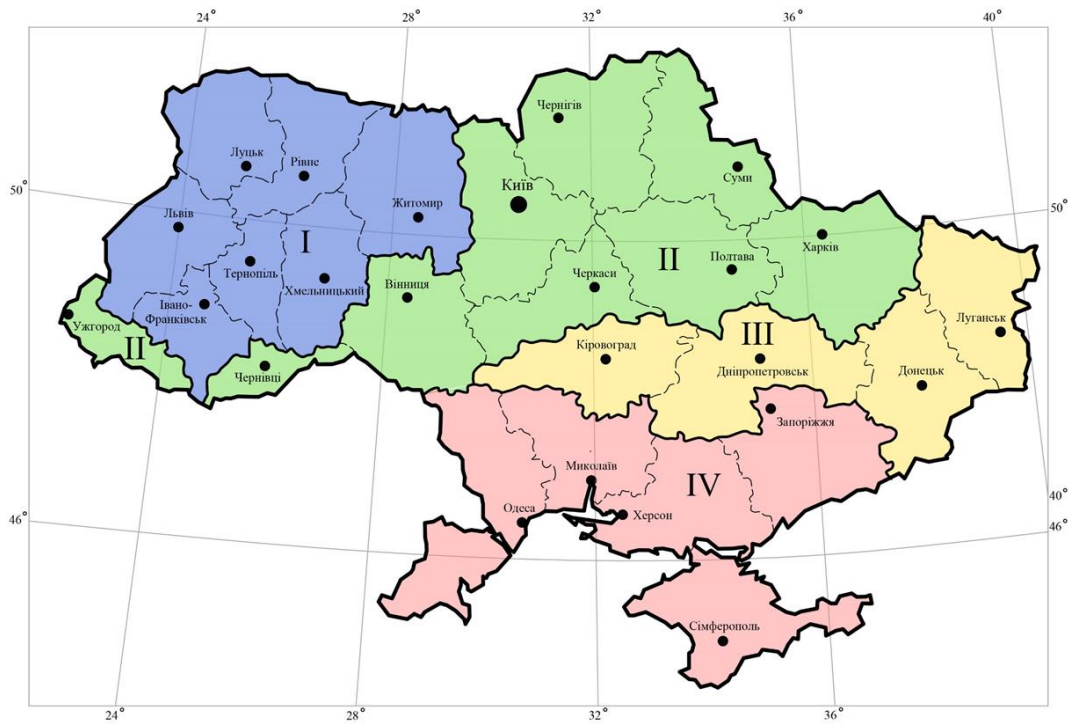 24°
28°
32°
36°
40°
Чернігів
Луцьк
Рівне
Суми
50°
Київ
50°
Житомир
Львів
I
Харків
II
Полтава
Тернопіль
Черкаси
Вінниця
Хмельницький
Івано-
Франківськ
Ужгород
Луганськ
III
II
Кіровоград
Дніпропетровськ
Донецьк
Чернівці
Запоріжжя
Миколаїв
IV
40°
Одеса
Херсон
46°
46°
Сімферополь
24°
28°
32°
36°